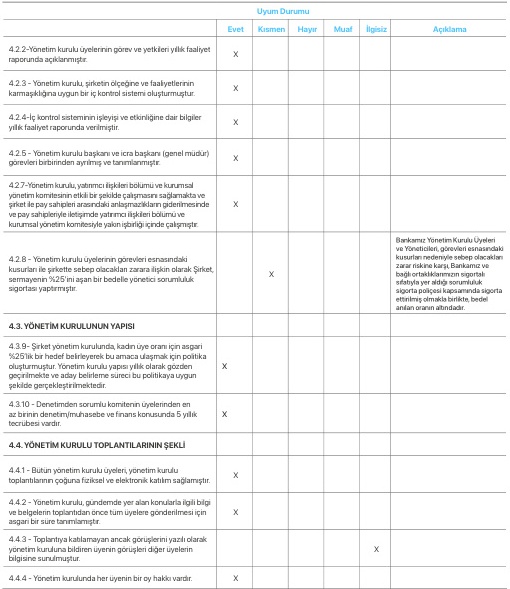 Uyum Durumu
Evet Kısmen Hayır Muaf İlgisiz Açıklama
4.2.2-Yönetim kurulu üyelerinin görev ve yetkileri yıllık faaliyet
raporunda açıklanmıştır.
X
4.2.3 - Yönetim kurulu, şirketin ölçeğine ve faaliyetlerinin
karmaşıklığına uygun bir iç kontrol sistemi oluşturmuştur.
X
4.2.4-İç kontrol sisteminin işleyişi ve etkinliğine dair bilgiler
yıllık faaliyet raporunda verilmiştir.
X
4.2.5 - Yönetim kurulu başkanı ve icra başkanı (genel müdür)
görevleri birbirinden ayrılmış ve tanımlanmıştır.
X
4.2.7-Yönetim kurulu, yatırımcı ilişkileri bölümü ve kurumsal
yönetim komitesinin etkili bir şekilde çalışmasını sağlamakta ve
şirket ile pay sahipleri arasındaki anlaşmazlıkların giderilmesinde
ve pay sahipleriyle iletişimde yatırımcı ilişkileri bölümü ve
kurumsal yönetim komitesiyle yakın işbirliği içinde çalışmıştır.
X
4.2.8 - Yönetim kurulu üyelerinin görevleri esnasındaki
kusurları ile şirkette sebep olacakları zarara ilişkin olarak Şirket,
sermayenin %25'ini aşan bir bedelle yönetici sorumluluk
sigortası yaptırmıştır.
X
Bankamız Yönetim Kurulu Üyeleri
ve Yöneticileri, görevleri esnasındaki
kusurları nedeniyle sebep olacakları
zarar riskine karşı, Bankamız ve
bağlı ortaklıklarımızın sigortalı
sıfatıyla yer aldığı sorumluluk
sigorta poliçesi kapsamında sigorta
ettirilmiş olmakla birlikte, bedel
anılan oranın altındadır.
4.3. YÖNETİM KURULUNUN YAPISI
4.3.9- Şirket yönetim kurulunda, kadın üye oranı için asgari
%25'lik bir hedef belirleyerek bu amaca ulaşmak için politika
oluşturmuştur. Yönetim kurulu yapısı yıllık olarak gözden
geçirilmekte ve aday belirleme süreci bu politikaya uygun
şekilde gerçekleştirilmektedir.
X
4.3.10 - Denetimden sorumlu komitenin üyelerinden en
az birinin denetim/muhasebe ve finans konusunda 5 yıllık
tecrübesi vardır.
X
4.4. YÖNETİM KURULU TOPLANTILARININ ŞEKLİ
4.4.1 - Bütün yönetim kurulu üyeleri, yönetim kurulu
toplantılarının çoğuna fiziksel ve elektronik katılım sağlamıştır.
X
4.4.2 - Yönetim kurulu, gündemde yer alan konularla ilgili bilgi
ve belgelerin toplantıdan önce tüm üyelere gönderilmesi için
asgari bir süre tanımlamıştır.
X
4.4.3 - Toplantıya katılamayan ancak görüşlerini yazılı olarak
yönetim kuruluna bildiren üyenin görüşleri diğer üyelerin
bilgisine sunulmuştur.
X
4.4.4 - Yönetim kurulunda her üyenin bir oy hakkı vardır.
X